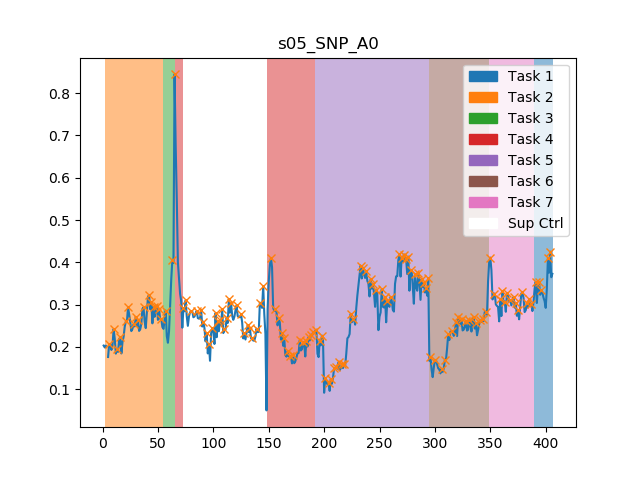 s05_SNP_A0
0.8
0.7
0.6
0.5
0.4
0.3
0.2
0.1
0 50 100 150 200 250 300 350 400
Task 1
Task 2
Task 3
Task 4
Task 5
Task 6
Task 7
Sup Ctrl